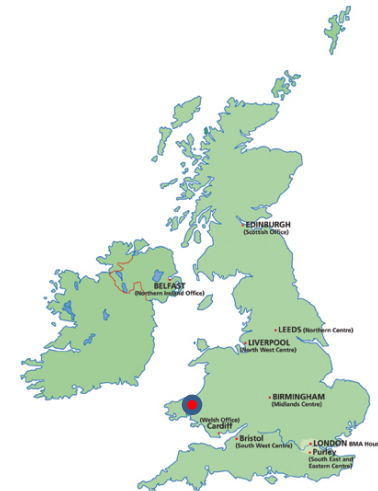 EDINBURGH
(Scottish Office)
BELFAST
(Northern Ireland Office)
LEEDS (Northern Centre)
LIVERPOOL
(North West Centre)
BIRMINGHAM
(Midlands Centre)
(Welsh Office)
Cardiff
Bristol
(South West Centre)
LONDON BMA Hous
Purley
(South East and
Eastern Centre)